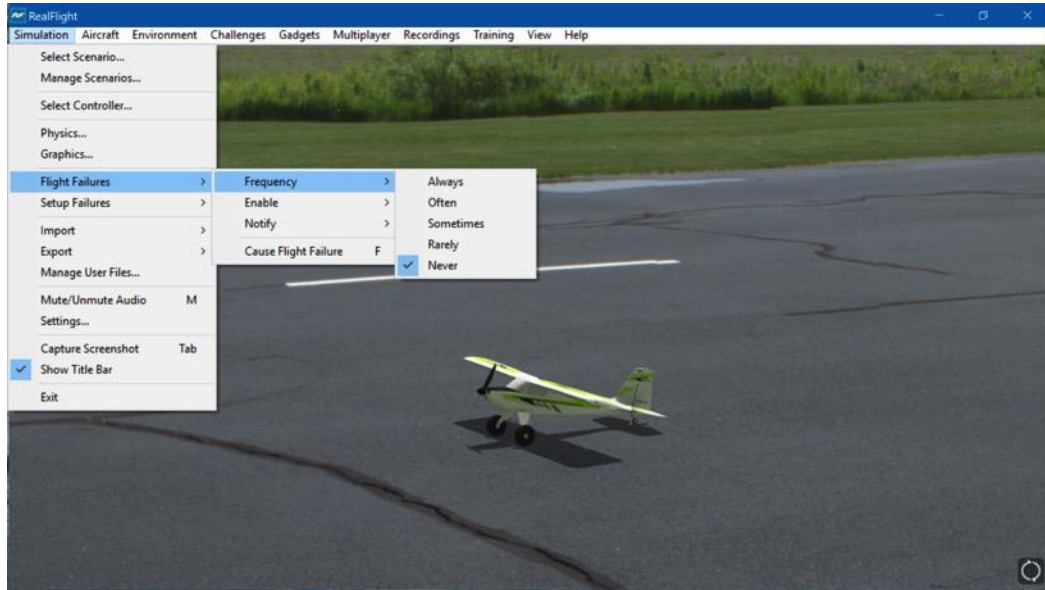 RealFlight
Simulation Aircraft Environment Challenges Gadgets Multiplayer Recordings Training View Help
Select Scenario...
Manage Scenarios...
Select Controller...
Physics...
Graphics...
Flight Failures
Setup Failures
Import
Export
Manage User Files...
Mute/Unmute Audio M
Settings...
Capture Screenshot Tab
Show Title Bar
Exit
Frequency
Enable
Notify
Cause Flight Failure F
Always
Often
Sometimes
Rarely
Never